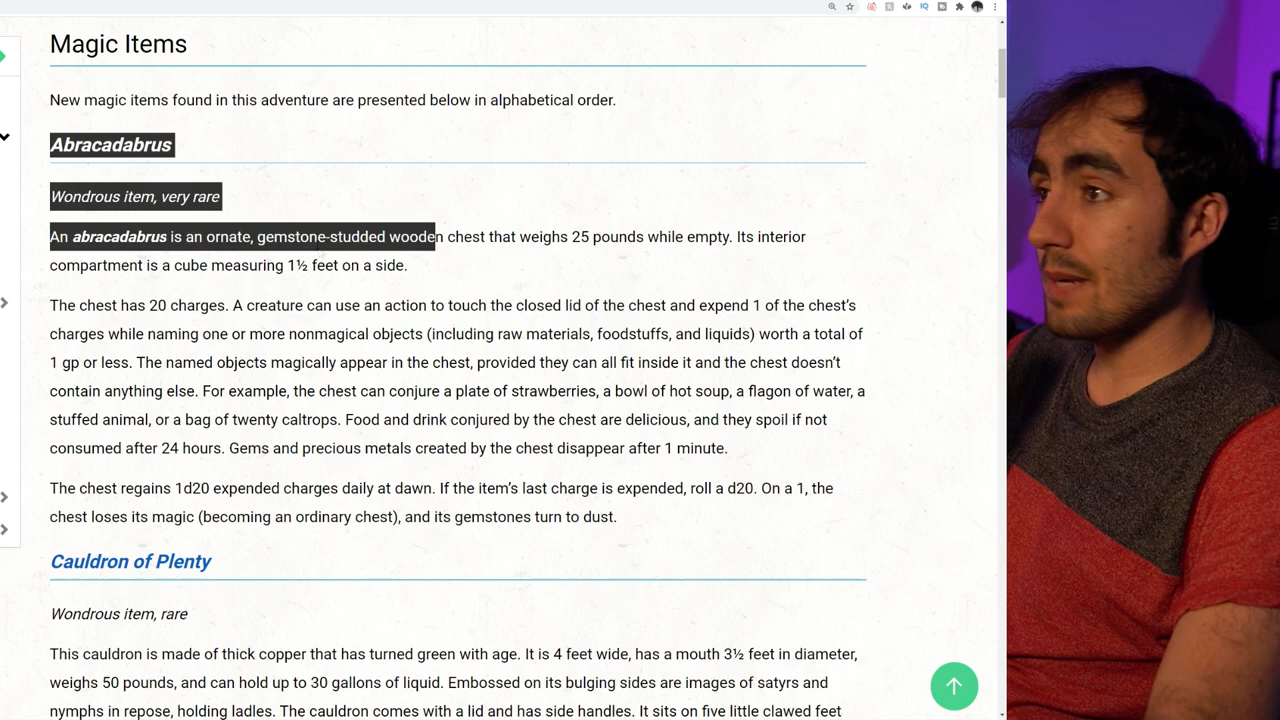 Magic Items
New magic items found in this adventure are presented below in alphabetical order.
Abracadabrus
Wondrous item, very rare
An abracadabrus is an ornate, gemstone-studded wooden chest that weighs 25 pounds while empty. Its interior
compartment is a cube measuring 1½ feet on a side.
The chest has 20 charges. A creature can use an action to touch the closed lid of the chest and expend 1 of the chest's
charges while naming one or more nonmagical objects (including raw materials, foodstuffs, and liquids) worth a total of
1 gp or less. The named objects magically appear in the chest, provided they can all fit inside it and the chest doesn't
contain anything else. For example, the chest can conjure a plate of strawberries, a bowl of hot soup, a flagon of water, a
stuffed animal, or a bag of twenty caltrops. Food and drink conjured by the chest are delicious, and they spoil if not
consumed after 24 hours. Gems and precious metals created by the chest disappear after 1 minute.
The chest regains 1d20 expended charges daily at dawn. If the item's last charge is expended, roll a d20. On a 1, the
chest loses its magic (becoming an ordinary chest), and its gemstones turn to dust.
Cauldron of Plenty
Wondrous item, rare
This cauldron is made of thick copper that has turned green with age. It is 4 feet wide, has a mouth 3½ feet in diameter,
weighs 50 pounds, and can hold up to 30 gallons of liquid. Embossed on its bulging sides are images of satyrs and
nymphs in repose, holding ladles. The cauldron comes with a lid and has side handles. It sits on five little clawed feet